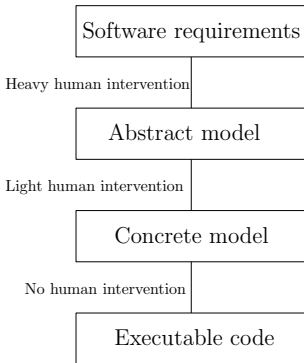 Software requirements
Heavy human intervention
Abstract model
Light human intervention
Concrete model
No human intervention
Executable code